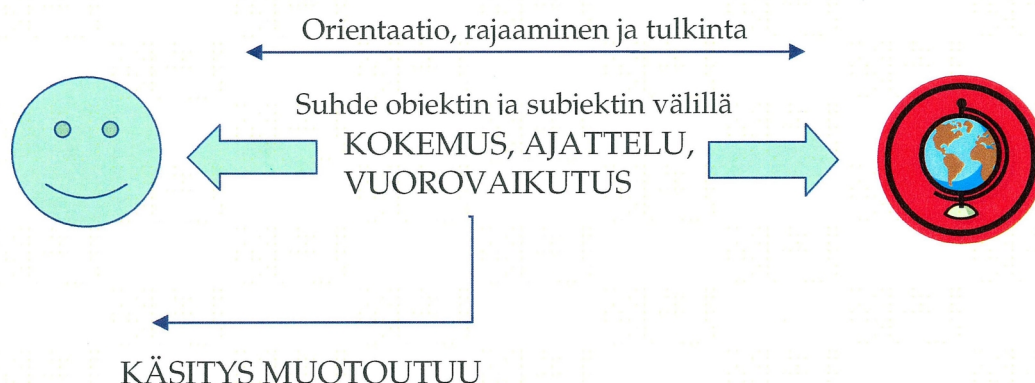 Orientaatio, rajaaminen ja tulkinta
Suhde objektin ja subjektin välillä
KOKEMUS, AJATTELU,
VUOROVAIKUTUS
KÄSITYS MUOTOUTUU